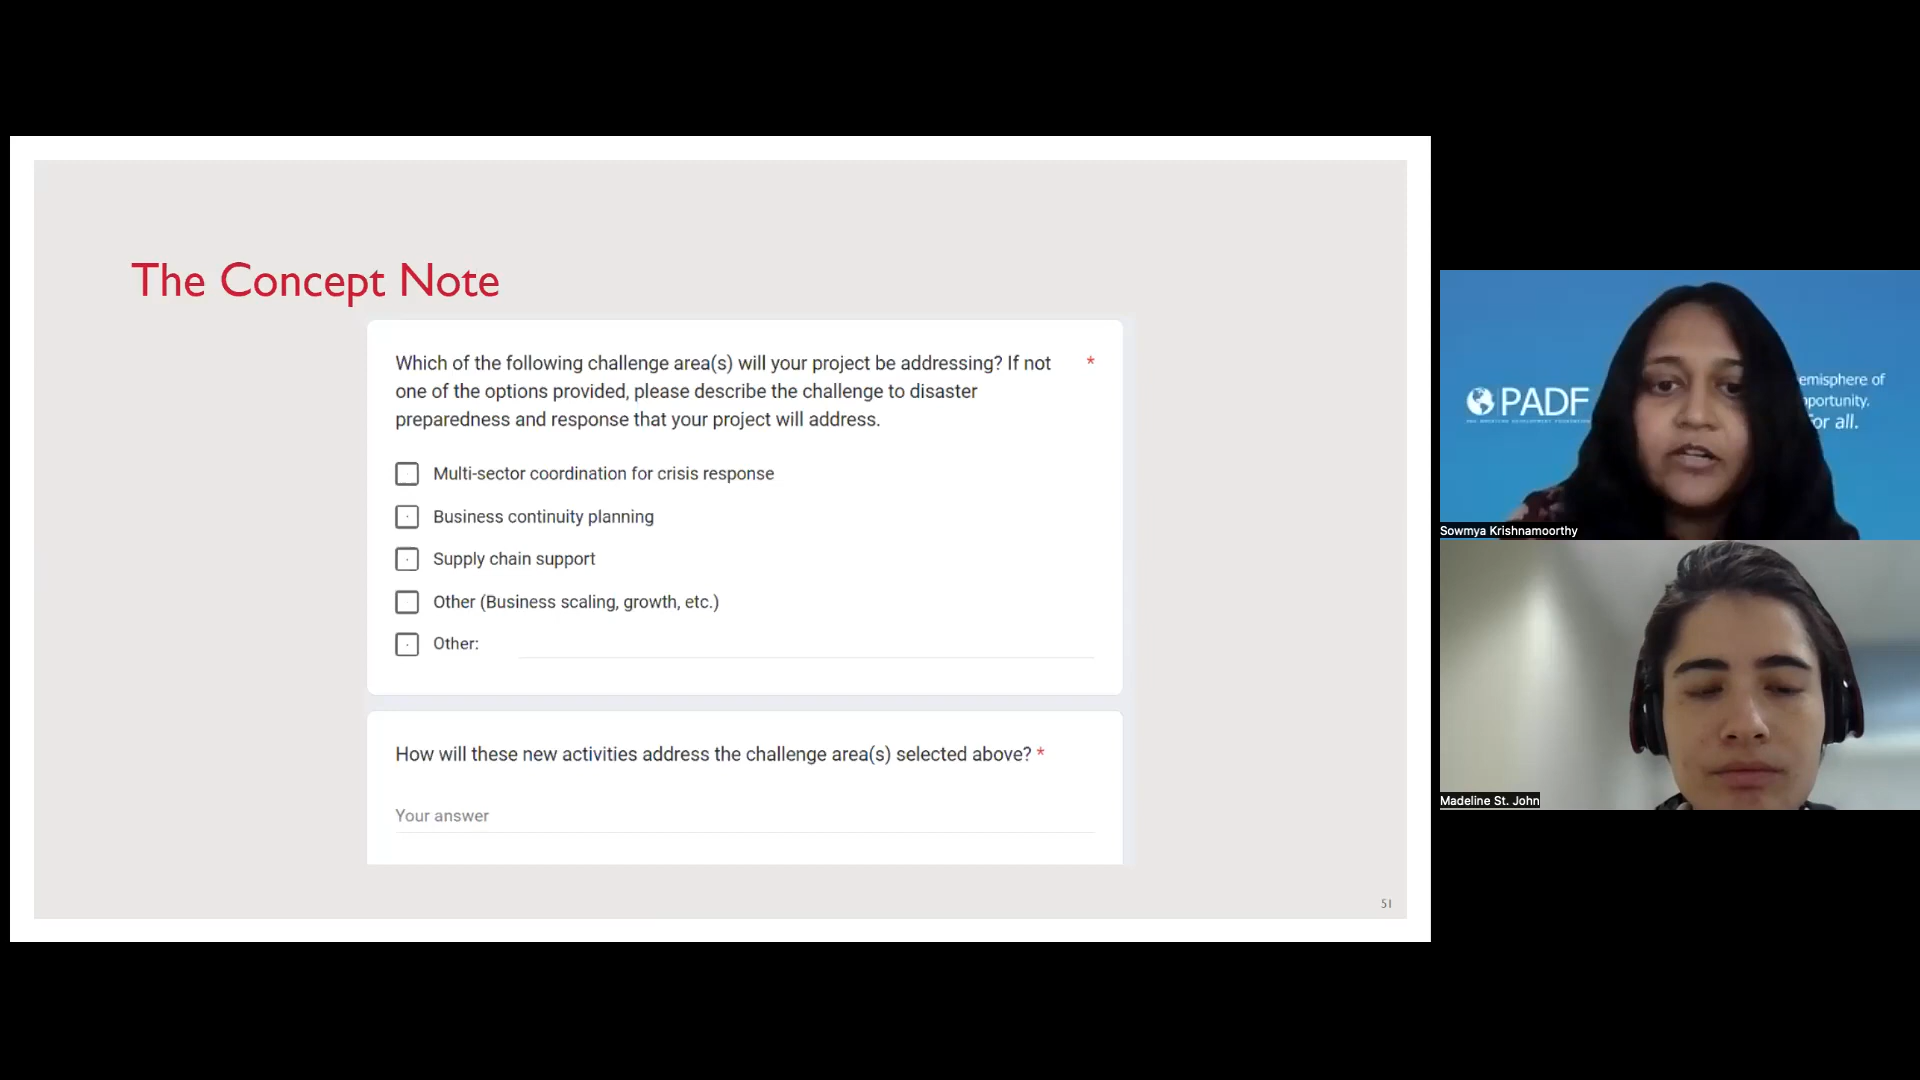 The Concept Note
Which of the following challenge area(s) will your project be addressing? If not *
one of the options provided, please describe the challenge to disaster
preparedness and response that your project will address.
Multi-sector coordination for crisis response
Business continuity planning
Supply chain support
Other (Business scaling, growth, etc.)
Other:
How will these new activities address the challenge area(s) selected above? *
Your answer
51
PADF
emisphere of
pportunity.
or all.
Sowmya Krishnamoorthy
Madeline St. John